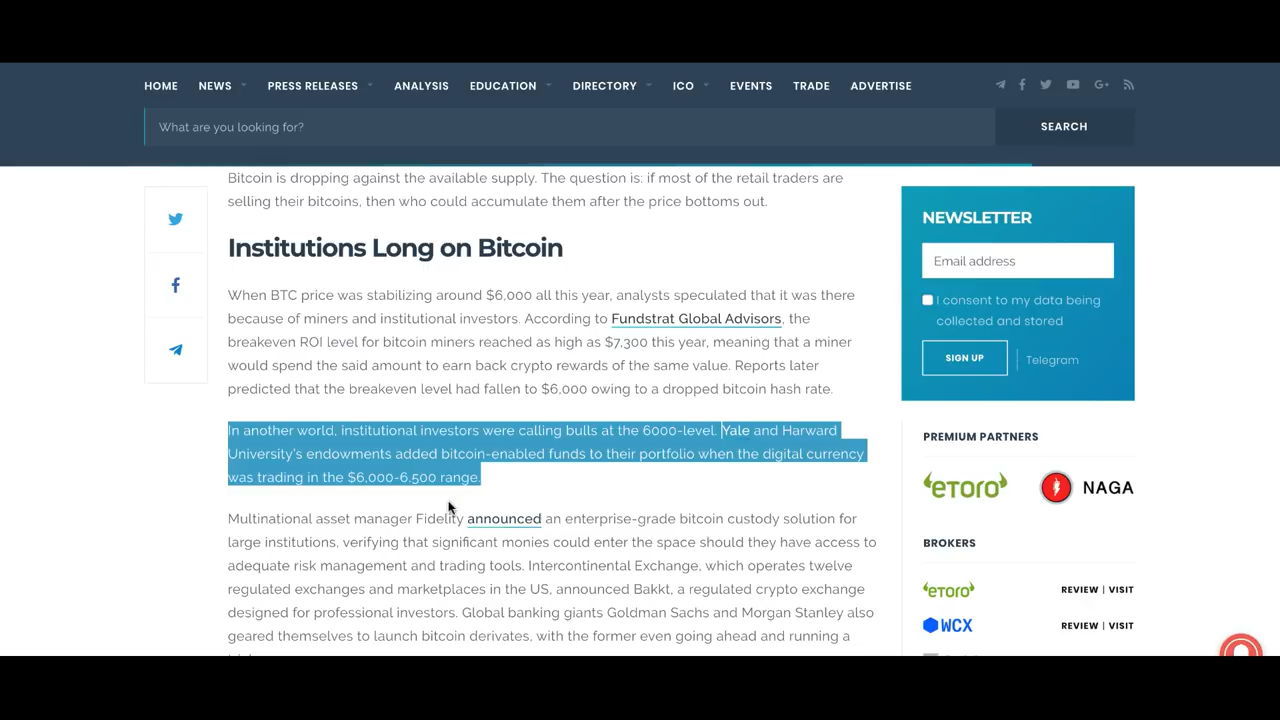 HOME NEWS PRESS RELEASES ANALYSIS EDUCATION DIRECTORY ICO EVENTS TRADE ADVERTISE
What are you looking for?
SEARCH
Bitcoin is dropping against the available supply. The question is: if most of the retail traders are
selling their bitcoins, then who could accumulate them after the price bottoms out.
Institutions Long on Bitcoin
When BTC price was stabilizing around $6,000 all this year, analysts speculated that it was there
because of miners and institutional investors. According to Fundstrat Global Advisors, the
breakeven ROI level for bitcoin miners reached as high as $7,300 this year, meaning that a miner
would spend the said amount to earn back crypto rewards of the same value. Reports later
predicted that the breakeven level had fallen to $6,000 owing to a dropped bitcoin hash rate.
In another world, institutional investors were calling bulls at the 6000-level. Yale and Harward
University's endowments added bitcoin-enabled funds to their portfolio when the digital currency
was trading in the $6,000-6,500 range.
Multinational asset manager Fidelity announced an enterprise-grade bitcoin custody solution for
large institutions, verifying that significant monies could enter the space should they have access to
adequate risk management and trading tools. Intercontinental Exchange, which operates twelve
regulated exchanges and marketplaces in the US, announced Bakkt, a regulated crypto exchange
designed for professional investors. Global banking giants Goldman Sachs and Morgan Stanley also
geared themselves to launch bitcoin derivates, with the former even going ahead and running a
NEWSLETTER
Email address
I consent to my data being
collected and stored
SIGN UP
Telegram
PREMIUM PARTNERS
eToro
NAGA
BROKERS
eToro REVIEW | VISIT
WCX REVIEW | VISIT